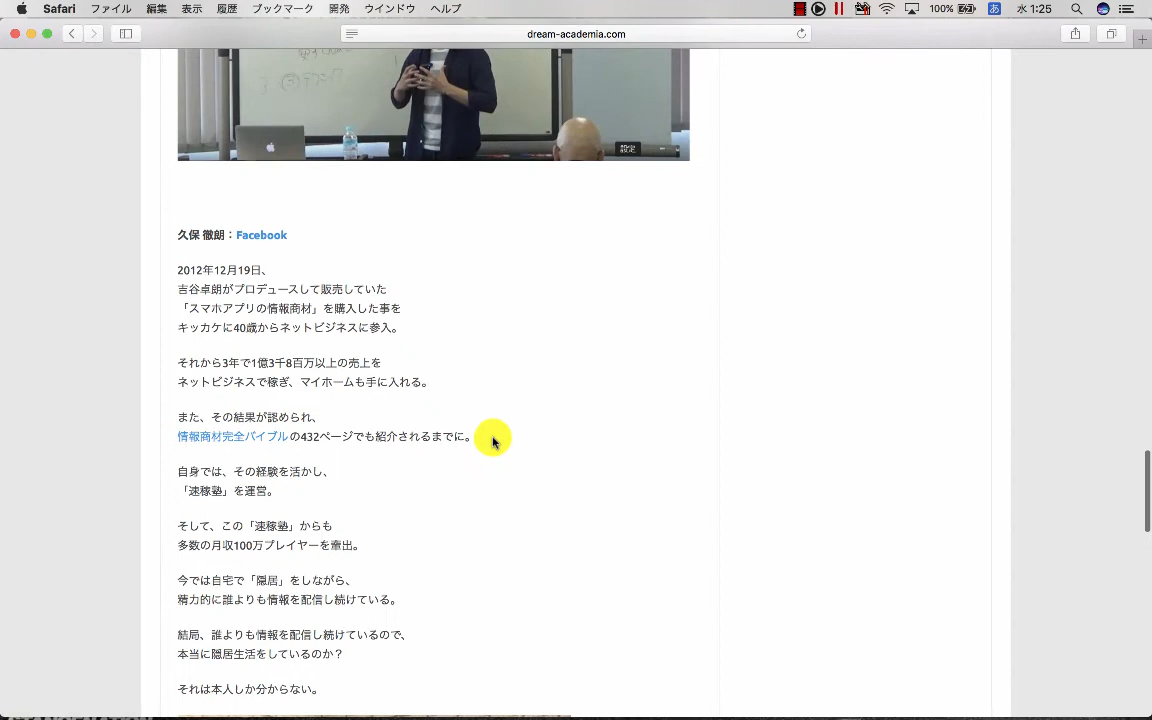 Safari ファイル 編集 表示 履歴 ブックマーク 開発 ウインドウ ヘルプ 100% あ 水 1:25
dream-academia.com
設定
久保 徹朗：Facebook
2012年12月19日、
吉谷卓朗がプロデュースして販売していた
「スマホアプリの情報商材」を購入した事を
キッカケに40歳からネットビジネスに参入。
それから3年で1億3千8百万以上の売上を
ネットビジネスで稼ぎ、マイホームも手に入れる。
また、その結果が認められ、
情報商材完全バイブルの432ページでも紹介されるまでに。
自身では、その経験を活かし、
「速稼塾」を運営。
そして、この「速稼塾」からも
多数の月収100万プレイヤーを輩出。
今では自宅で「隠居」をしながら、
精力的に誰よりも情報を配信し続けている。
結局、誰よりも情報を配信し続けているので、
本当に隠居生活をしているのか？
それは本人しか分からない。